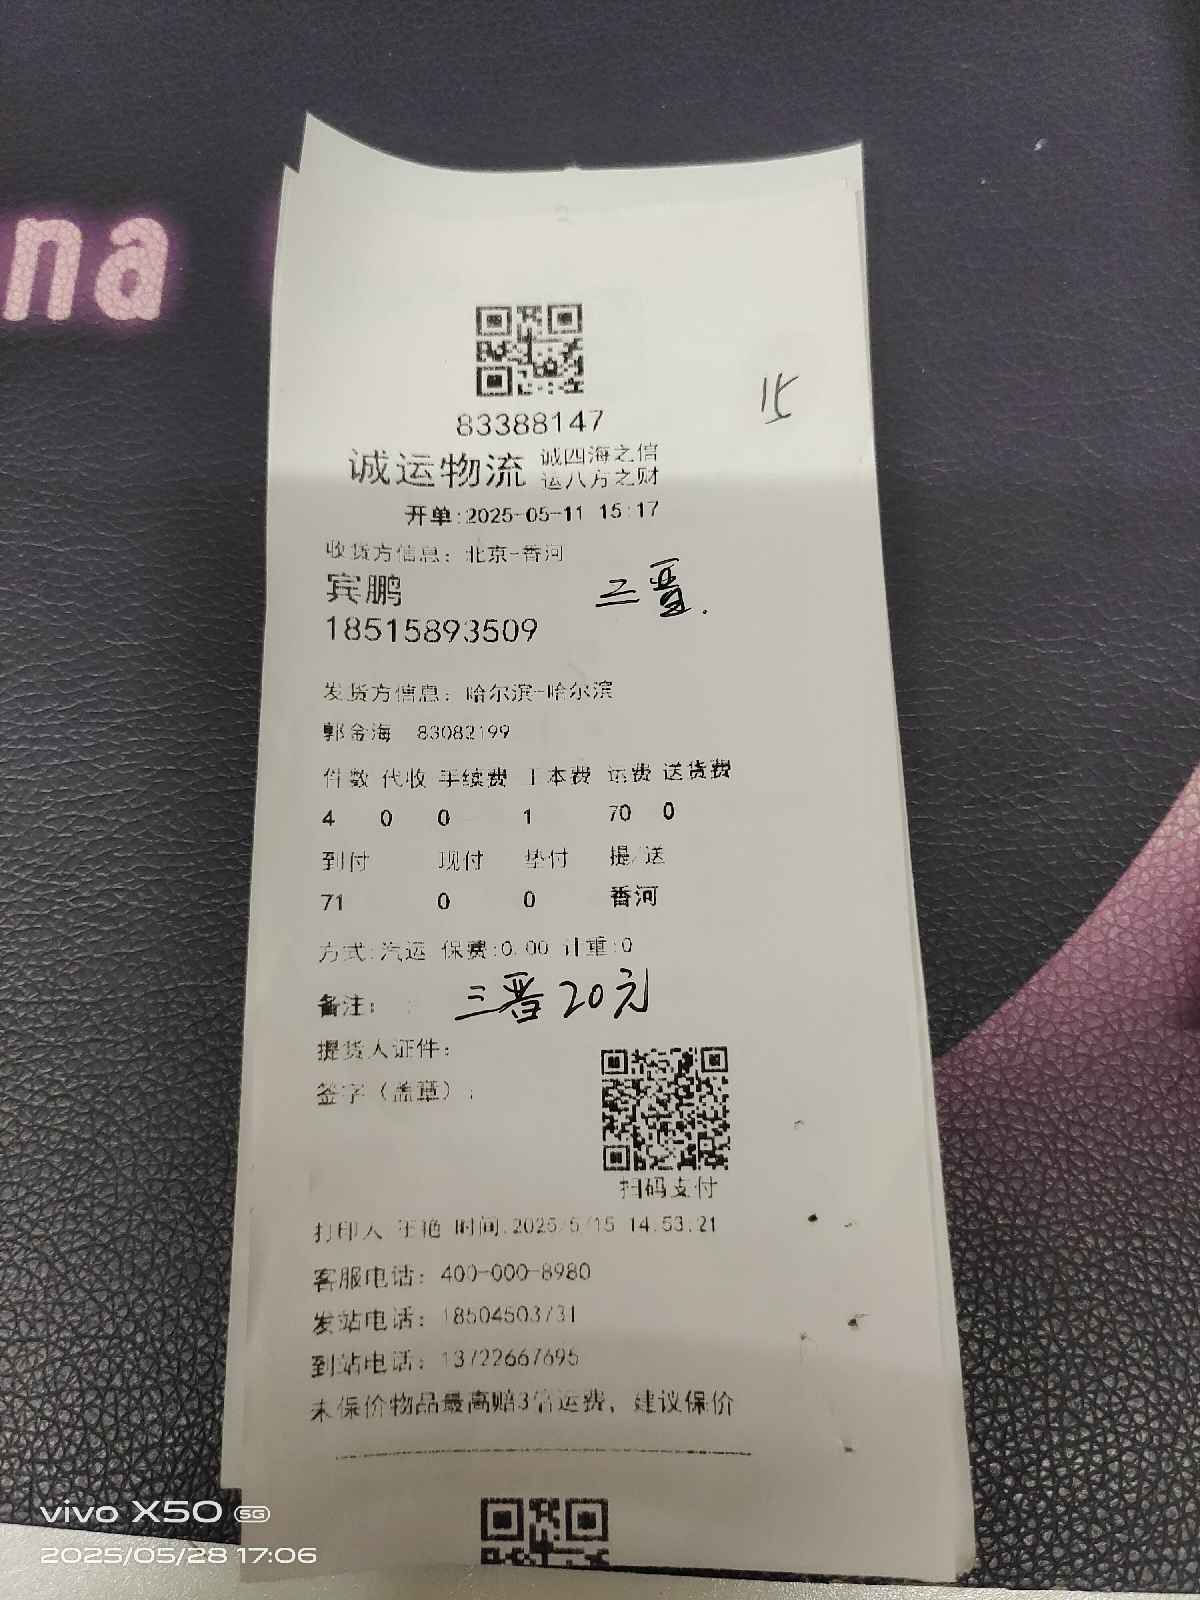 na
83388147
15
诚运物流 诚四海之信
运八方之财
开单:2025-05-11 15:17
收货方信息：北京-香河
宾鹏
三晋.
18515893509
发货方信息：哈尔滨-哈尔滨
郭金海 83082199
件数 代收 手续费 工本费 运费 送货费
4 0 0 1 70 0
到付 现付 垫付 提/送
71 0 0 香河
方式:汽运 保费:0.00 计重:0
备注：
三晋20元
提货人证件：
签字（盖章）：
扫码支付
打印人 王艳 时间:2025/5/15 14:53:21
客服电话：400-000-8980
发站电话：18504503731
到站电话：13722667695
未保价物品最高赔3倍运费，建议保价
vivo X50 5G
2025/05/28 17:06